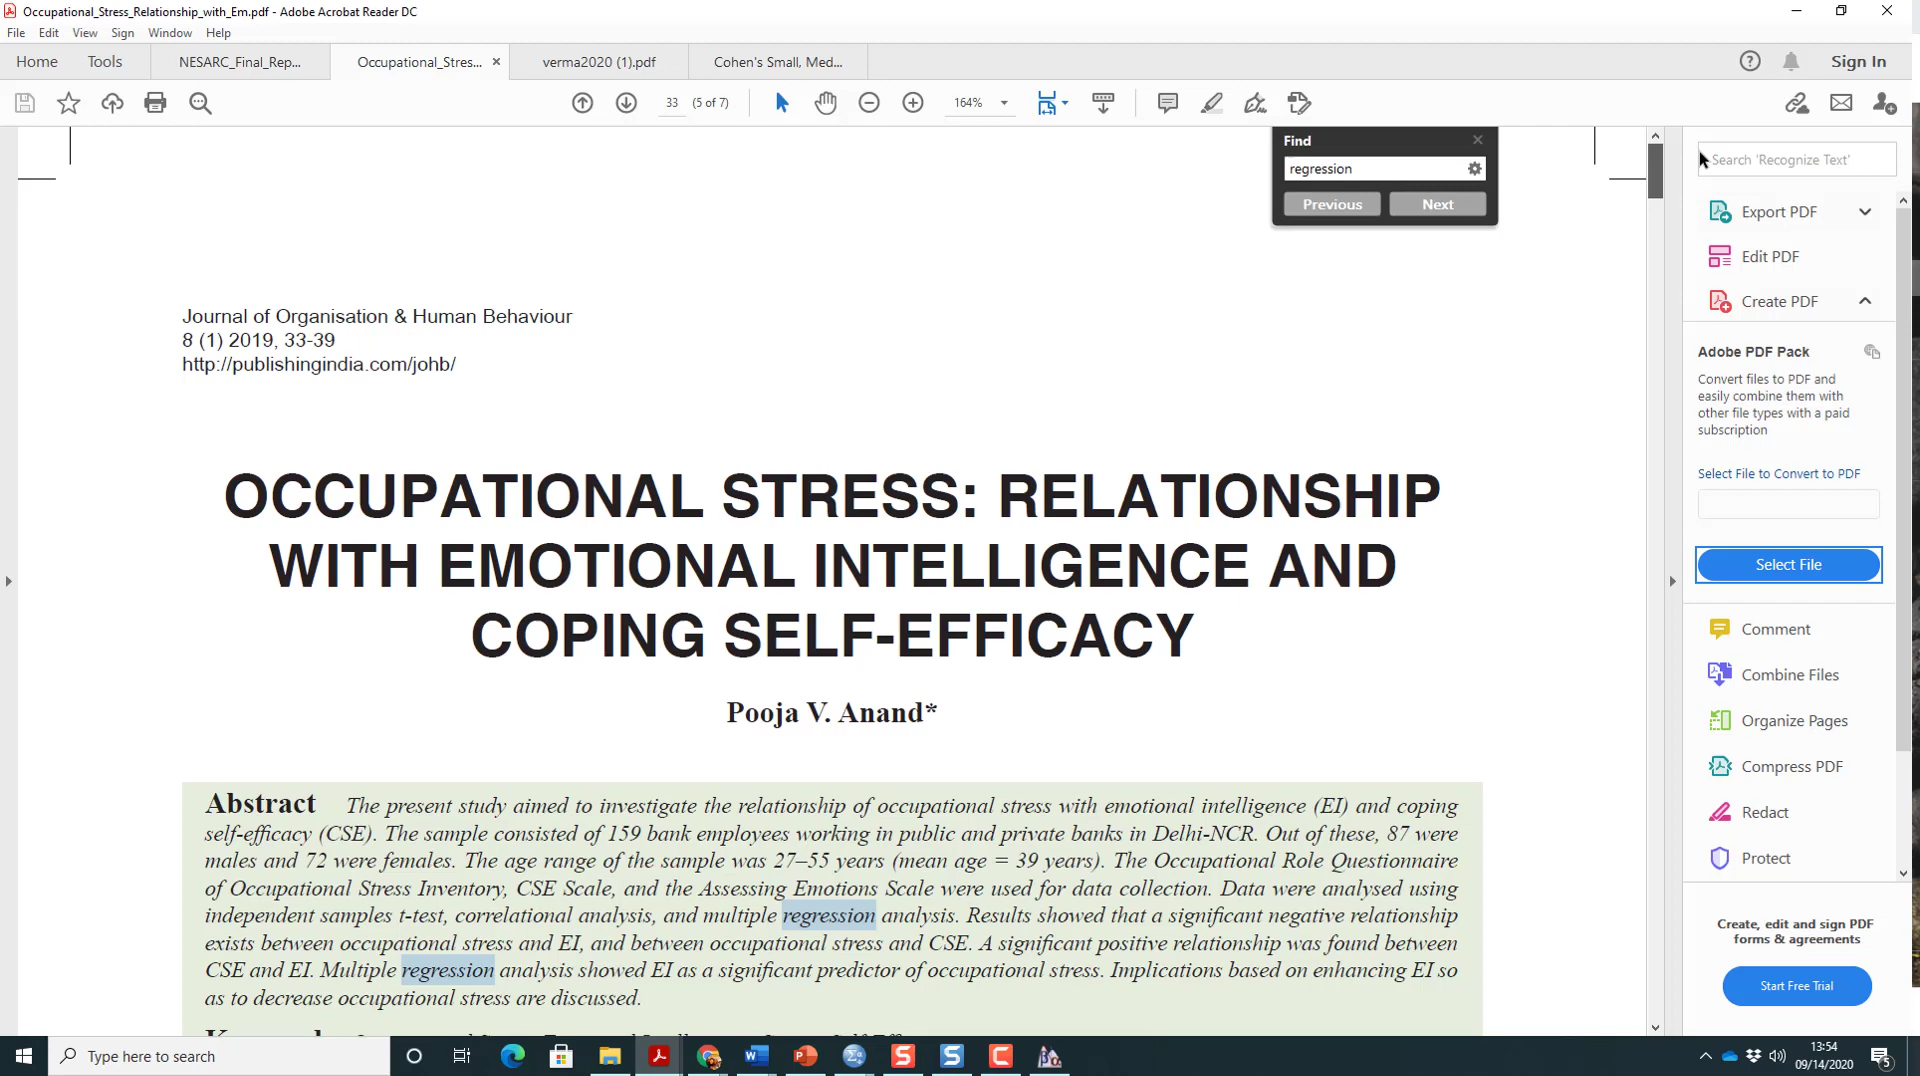 Occupational_Stress_Relationship_with_Em.pdf - Adobe Acrobat Reader DC
File Edit View Sign Window Help
Home Tools NESARC_Final_Rep... Occupational_Stres... verma2020 (1).pdf Cohen's Small, Med... Sign In
33 (5 of 7) 164%
Find
regression
Previous Next
Search 'Recognize Text'
Export PDF
Edit PDF
Create PDF
Adobe PDF Pack
Convert files to PDF and
easily combine them with
other file types with a paid
subscription
Select File to Convert to PDF
Select File
Comment
Combine Files
Organize Pages
Compress PDF
Redact
Protect
Create, edit and sign PDF
forms & agreements
Start Free Trial
Journal of Organisation & Human Behaviour
8 (1) 2019, 33-39
http://publishingindia.com/johb/
OCCUPATIONAL STRESS: RELATIONSHIP
WITH EMOTIONAL INTELLIGENCE AND
COPING SELF-EFFICACY
Pooja V. Anand*
Abstract The present study aimed to investigate the relationship of occupational stress with emotional intelligence (EI) and coping
self-efficacy (CSE). The sample consisted of 159 bank employees working in public and private banks in Delhi-NCR. Out of these, 87 were
males and 72 were females. The age range of the sample was 27–55 years (mean age = 39 years). The Occupational Role Questionnaire
of Occupational Stress Inventory, CSE Scale, and the Assessing Emotions Scale were used for data collection. Data were analysed using
independent samples t-test, correlational analysis, and multiple regression analysis. Results showed that a significant negative relationship
exists between occupational stress and EI, and between occupational stress and CSE. A significant positive relationship was found between
CSE and EI. Multiple regression analysis showed EI as a significant predictor of occupational stress. Implications based on enhancing EI so
as to decrease occupational stress are discussed.
Type here to search
13:54
09/14/2020
5